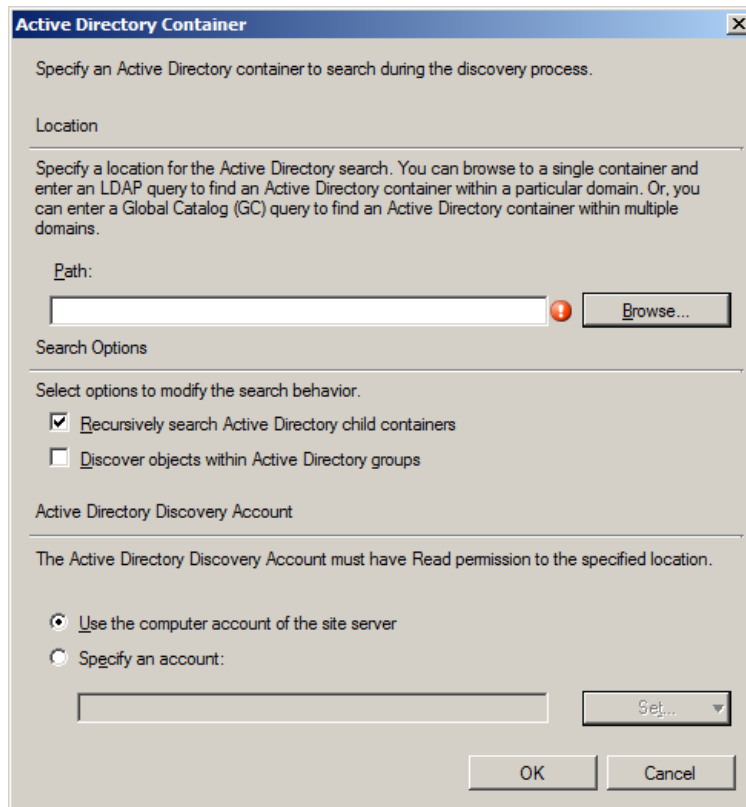 Active Directory Container
Specify an Active Directory container to search during the discovery process.
Location
Specify a location for the Active Directory search. You can browse to a single container and
enter an LDAP query to find an Active Directory container within a particular domain. Or, you
can enter a Global Catalog (GC) query to find an Active Directory container within multiple
domains.
Path:
Browse...
Search Options
Select options to modify the search behavior.
Recursively search Active Directory child containers
Discover objects within Active Directory groups
Active Directory Discovery Account
The Active Directory Discovery Account must have Read permission to the specified location.
Use the computer account of the site server
Specify an account:
Set...
OK
Cancel